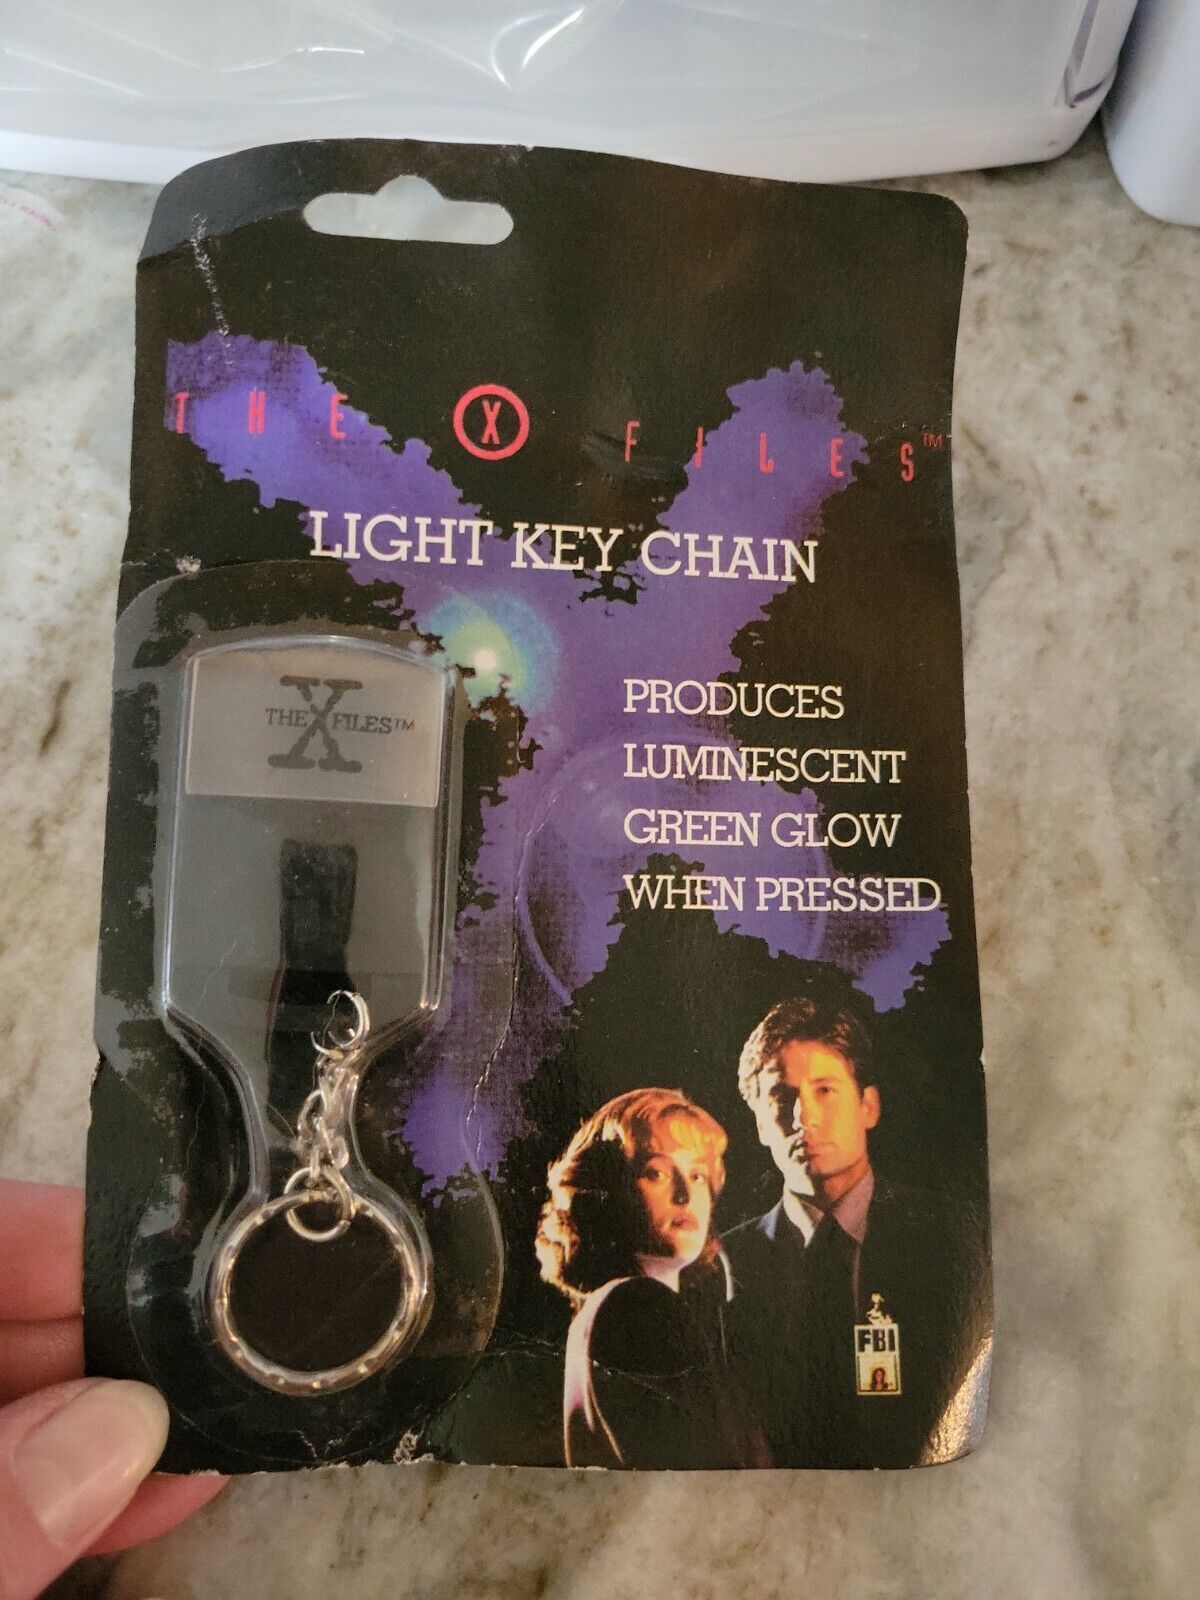 THE X FILES™
LIGHT KEY CHAIN
THE X FILES™
PRODUCES
LUMINESCENT
GREEN GLOW
WHEN PRESSED
FBI